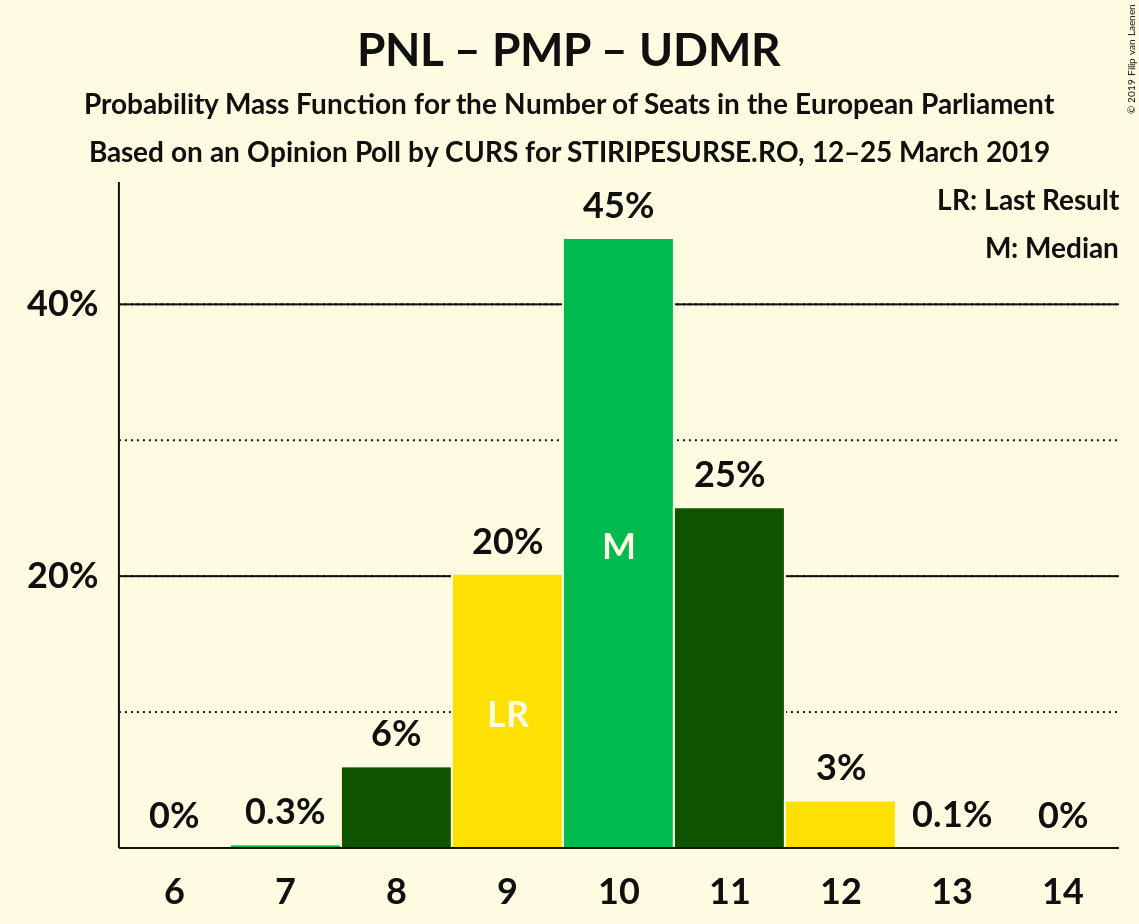 PNL – PMP – UDMR
Probability Mass Function for the Number of Seats in the European Parliament
Based on an Opinion Poll by CURS for STIRIPESURSE.RO, 12–25 March 2019
© 2019 Filip van Laenen
LR: Last Result
M: Median
45%
40%
25%
20%
M
20%
LR
6%
3%
0%
0.3%
0.1%
0%
6 7 8 9 10 11 12 13 14